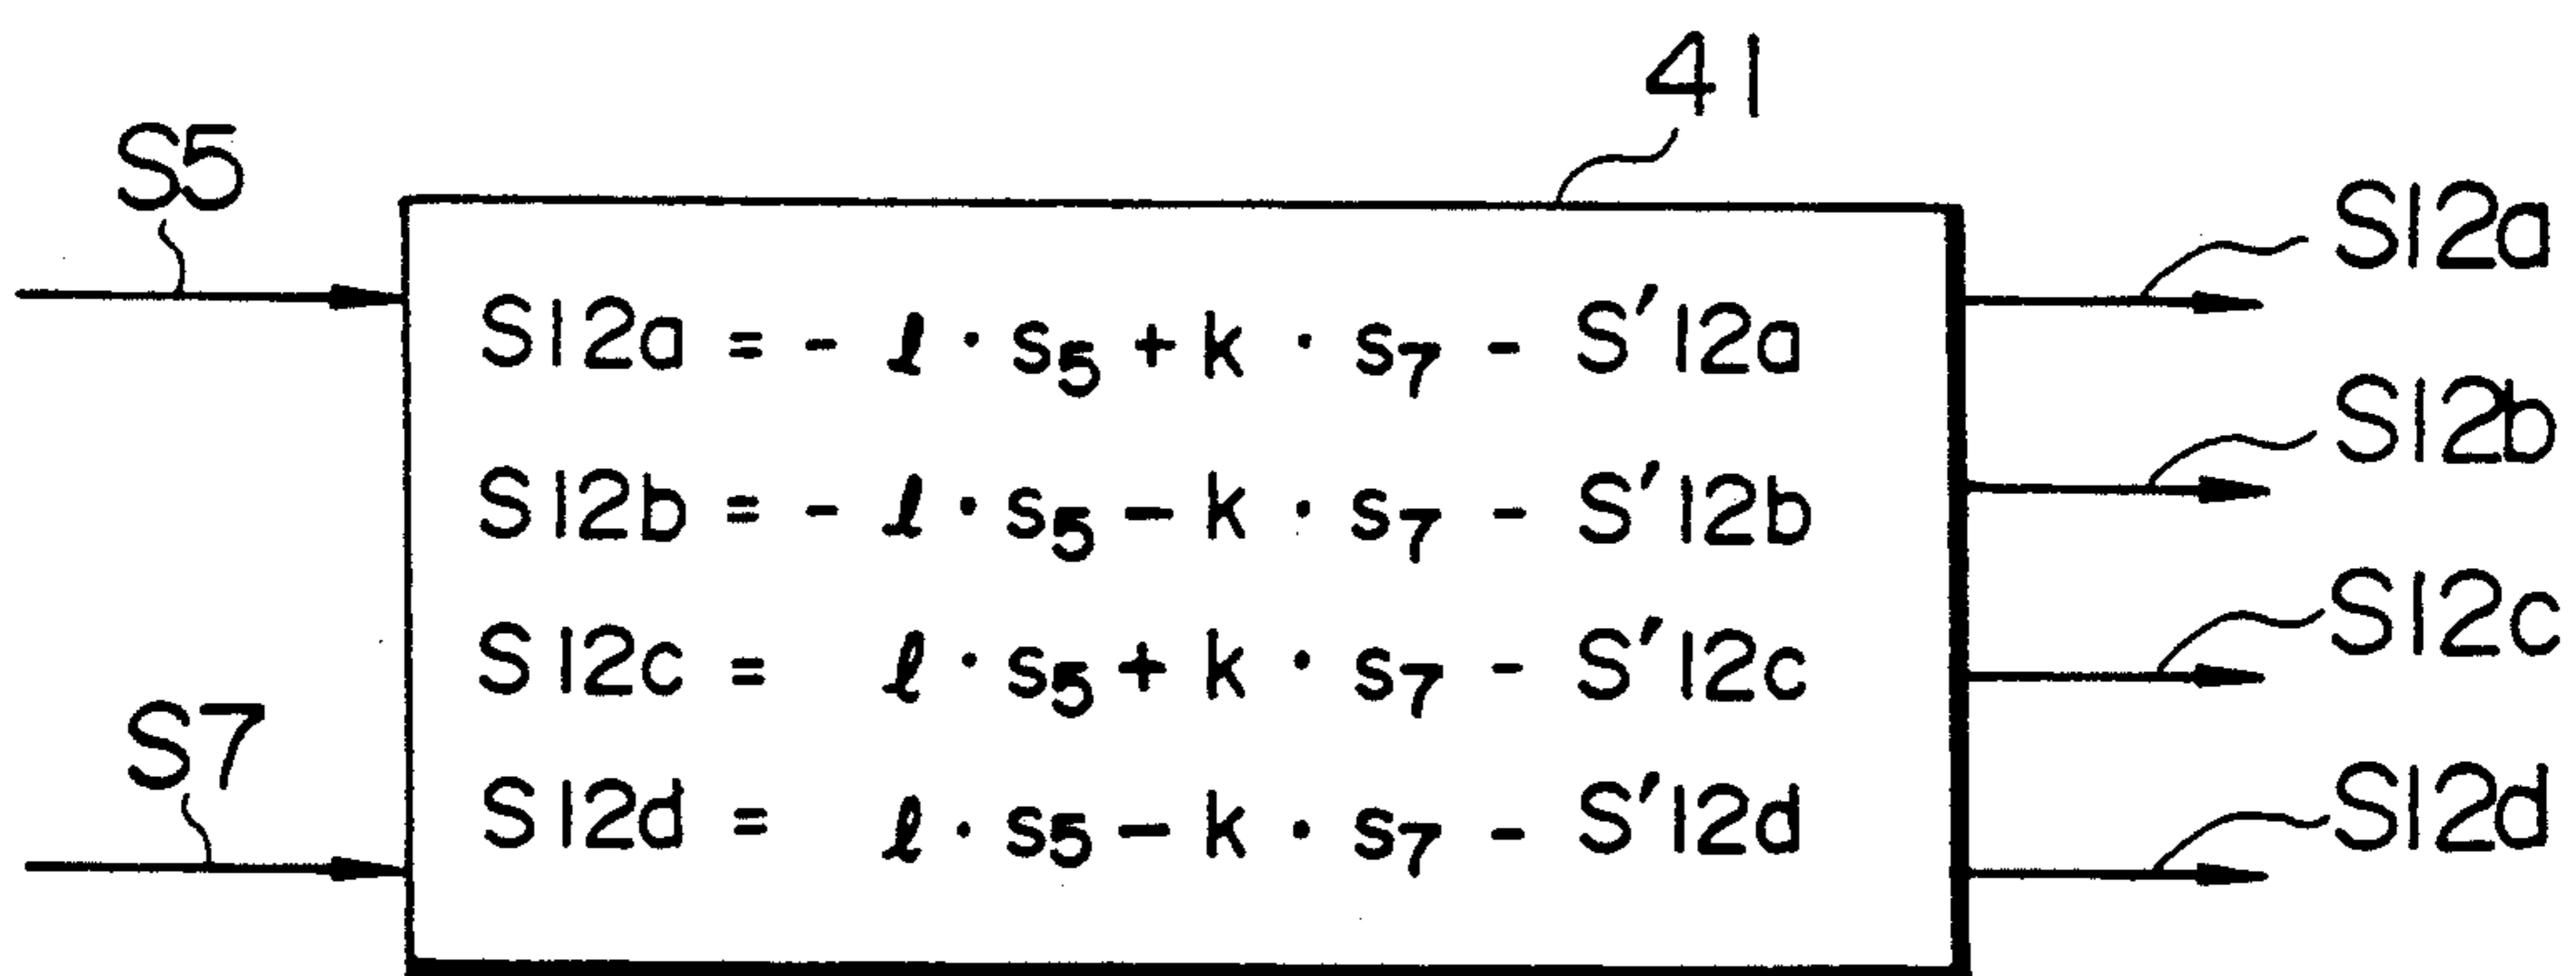 41
S5
S7
S12a = - ℓ · s5 + k · s7 - S'12a
S12b = - ℓ · s5 - k · s7 - S'12b
S12c = ℓ · s5 + k · s7 - S'12c
S12d = ℓ · s5 - k · s7 - S'12d
S12a
S12b
S12c
S12d